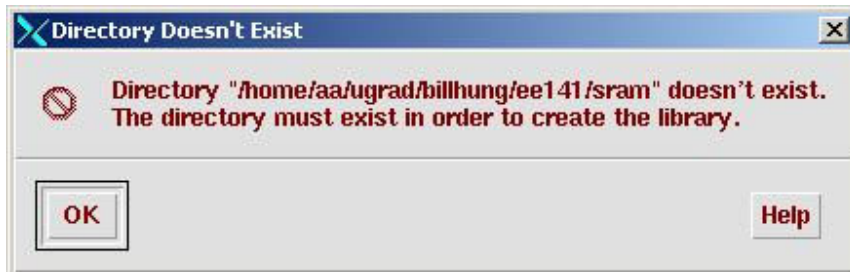 Directory Doesn't Exist
Directory "/home/aa/ugrad/billhung/ee141/sram" doesn't exist.
The directory must exist in order to create the library.
OK
Help